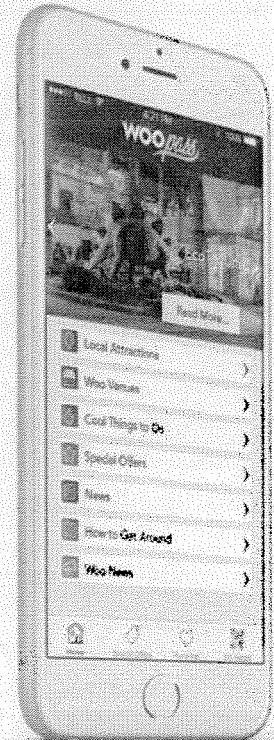 WOOpass
Read More...
Local Attractions
Woo Venues
Cool Things to Do
Special Offers
News
How to Get Around
Woo News